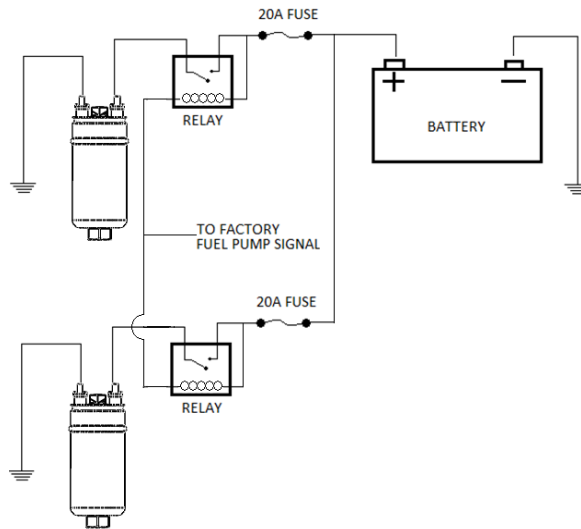 20A FUSE
RELAY
+
−
BATTERY
TO FACTORY
FUEL PUMP SIGNAL
20A FUSE
RELAY